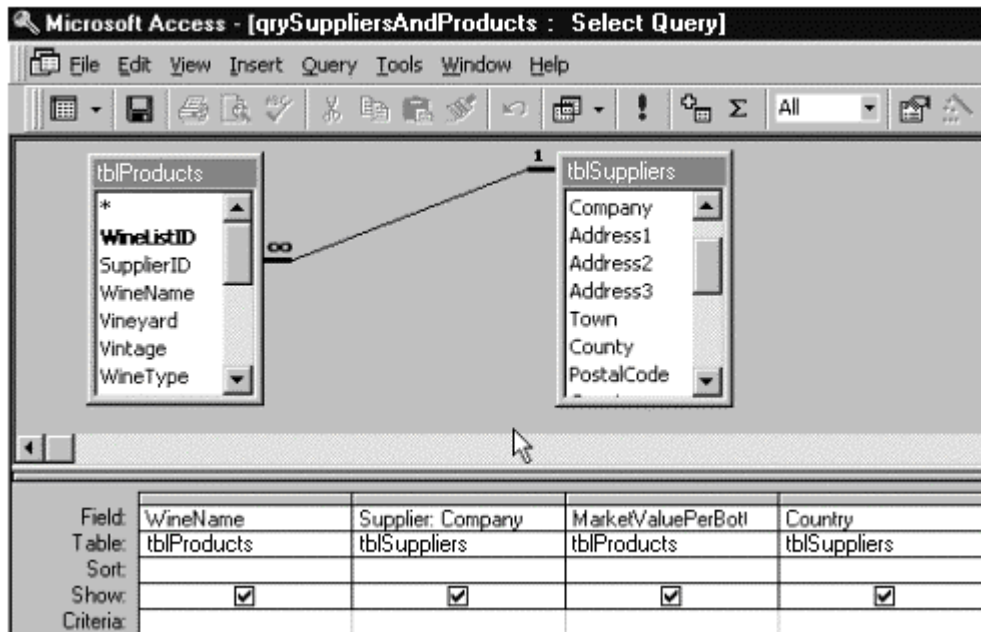 Microsoft Access - [qrySuppliersAndProducts : Select Query]
File Edit View Insert Query Tools Window Help
All
1
tblProducts
tblSuppliers
*
WineListID
SupplierID
WineName
Vineyard
Vintage
WineType
∞
Company
Address1
Address2
Address3
Town
County
PostalCode
Field: WineName Supplier: Company MarketValuePerBotl Country
Table: tblProducts tblSuppliers tblProducts tblSuppliers
Sort:
Show:
Criteria: